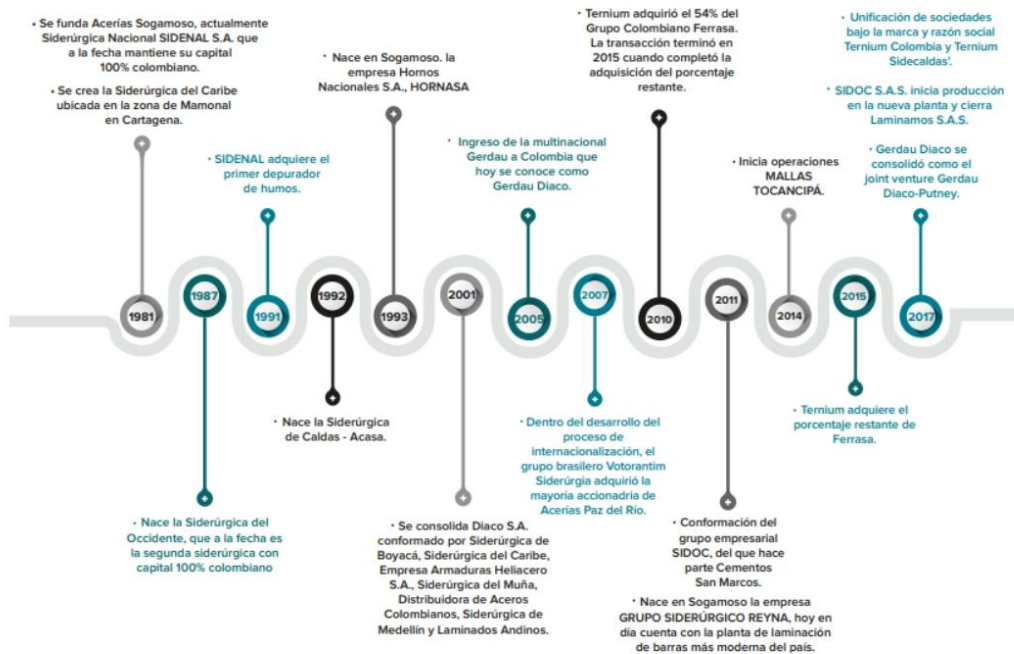 · Se funda Acerías Sogamoso, actualmente
Siderúrgica Nacional SIDENAL S.A. que
a la fecha mantiene su capital
100% colombiano.
· Se crea la Siderúrgica del Caribe
ubicada en la zona de Mamonal
en Cartagena.
· SIDENAL adquiere el
primer depurador
de humos.
· Nace en Sogamoso. la
empresa Hornos
Nacionales S.A., HORNASA
· Ingreso de la multinacional
Gerdau a Colombia que
hoy se conoce como
Gerdau Diaco.
· Ternium adquirió el 54% del
Grupo Colombiano Ferrasa.
La transacción terminó en
2015 cuando completó la
adquisición del porcentaje
restante.
· Inicia operaciones
MALLAS
TOCANCIPÁ.
· Unificación de sociedades
bajo la marca y razón social
Ternium Colombia y Ternium
Sidecaldas'.
· SIDOC S.A.S. inicia producción
en la nueva planta y cierra
Laminamos S.A.S.
· Gerdau Diaco se
consolidó como el
joint venture Gerdau
Diaco-Putney.
1981
1987
1991
1992
1993
2001
2005
2007
2010
2011
2014
2015
2017
· Nace la Siderúrgica del
Occidente, que a la fecha es
la segunda siderúrgica con
capital 100% colombiano
· Nace la Siderúrgica
de Caldas - Acasa.
· Se consolida Diaco S.A.
conformado por Siderúrgica de
Boyacá, Siderúrgica del Caribe,
Empresa Armaduras Heliacero
S.A., Siderúrgica del Muña,
Distribuidora de Aceros
Colombianos, Siderúrgica de
Medellín y Laminados Andinos.
· Dentro del desarrollo del
proceso de
internacionalización, el
grupo brasilero Votorantim
Siderúrgia adquirió la
mayoría accionadria de
Acerías Paz del Río.
· Conformación del
grupo empresarial
SIDOC, del que hace
parte Cementos
San Marcos.
· Nace en Sogamoso la empresa
GRUPO SIDERÚRGICO REYNA, hoy en
día cuenta con la planta de laminación
de barras más moderna del país.
· Ternium adquiere el
porcentaje restante de
Ferrasa.